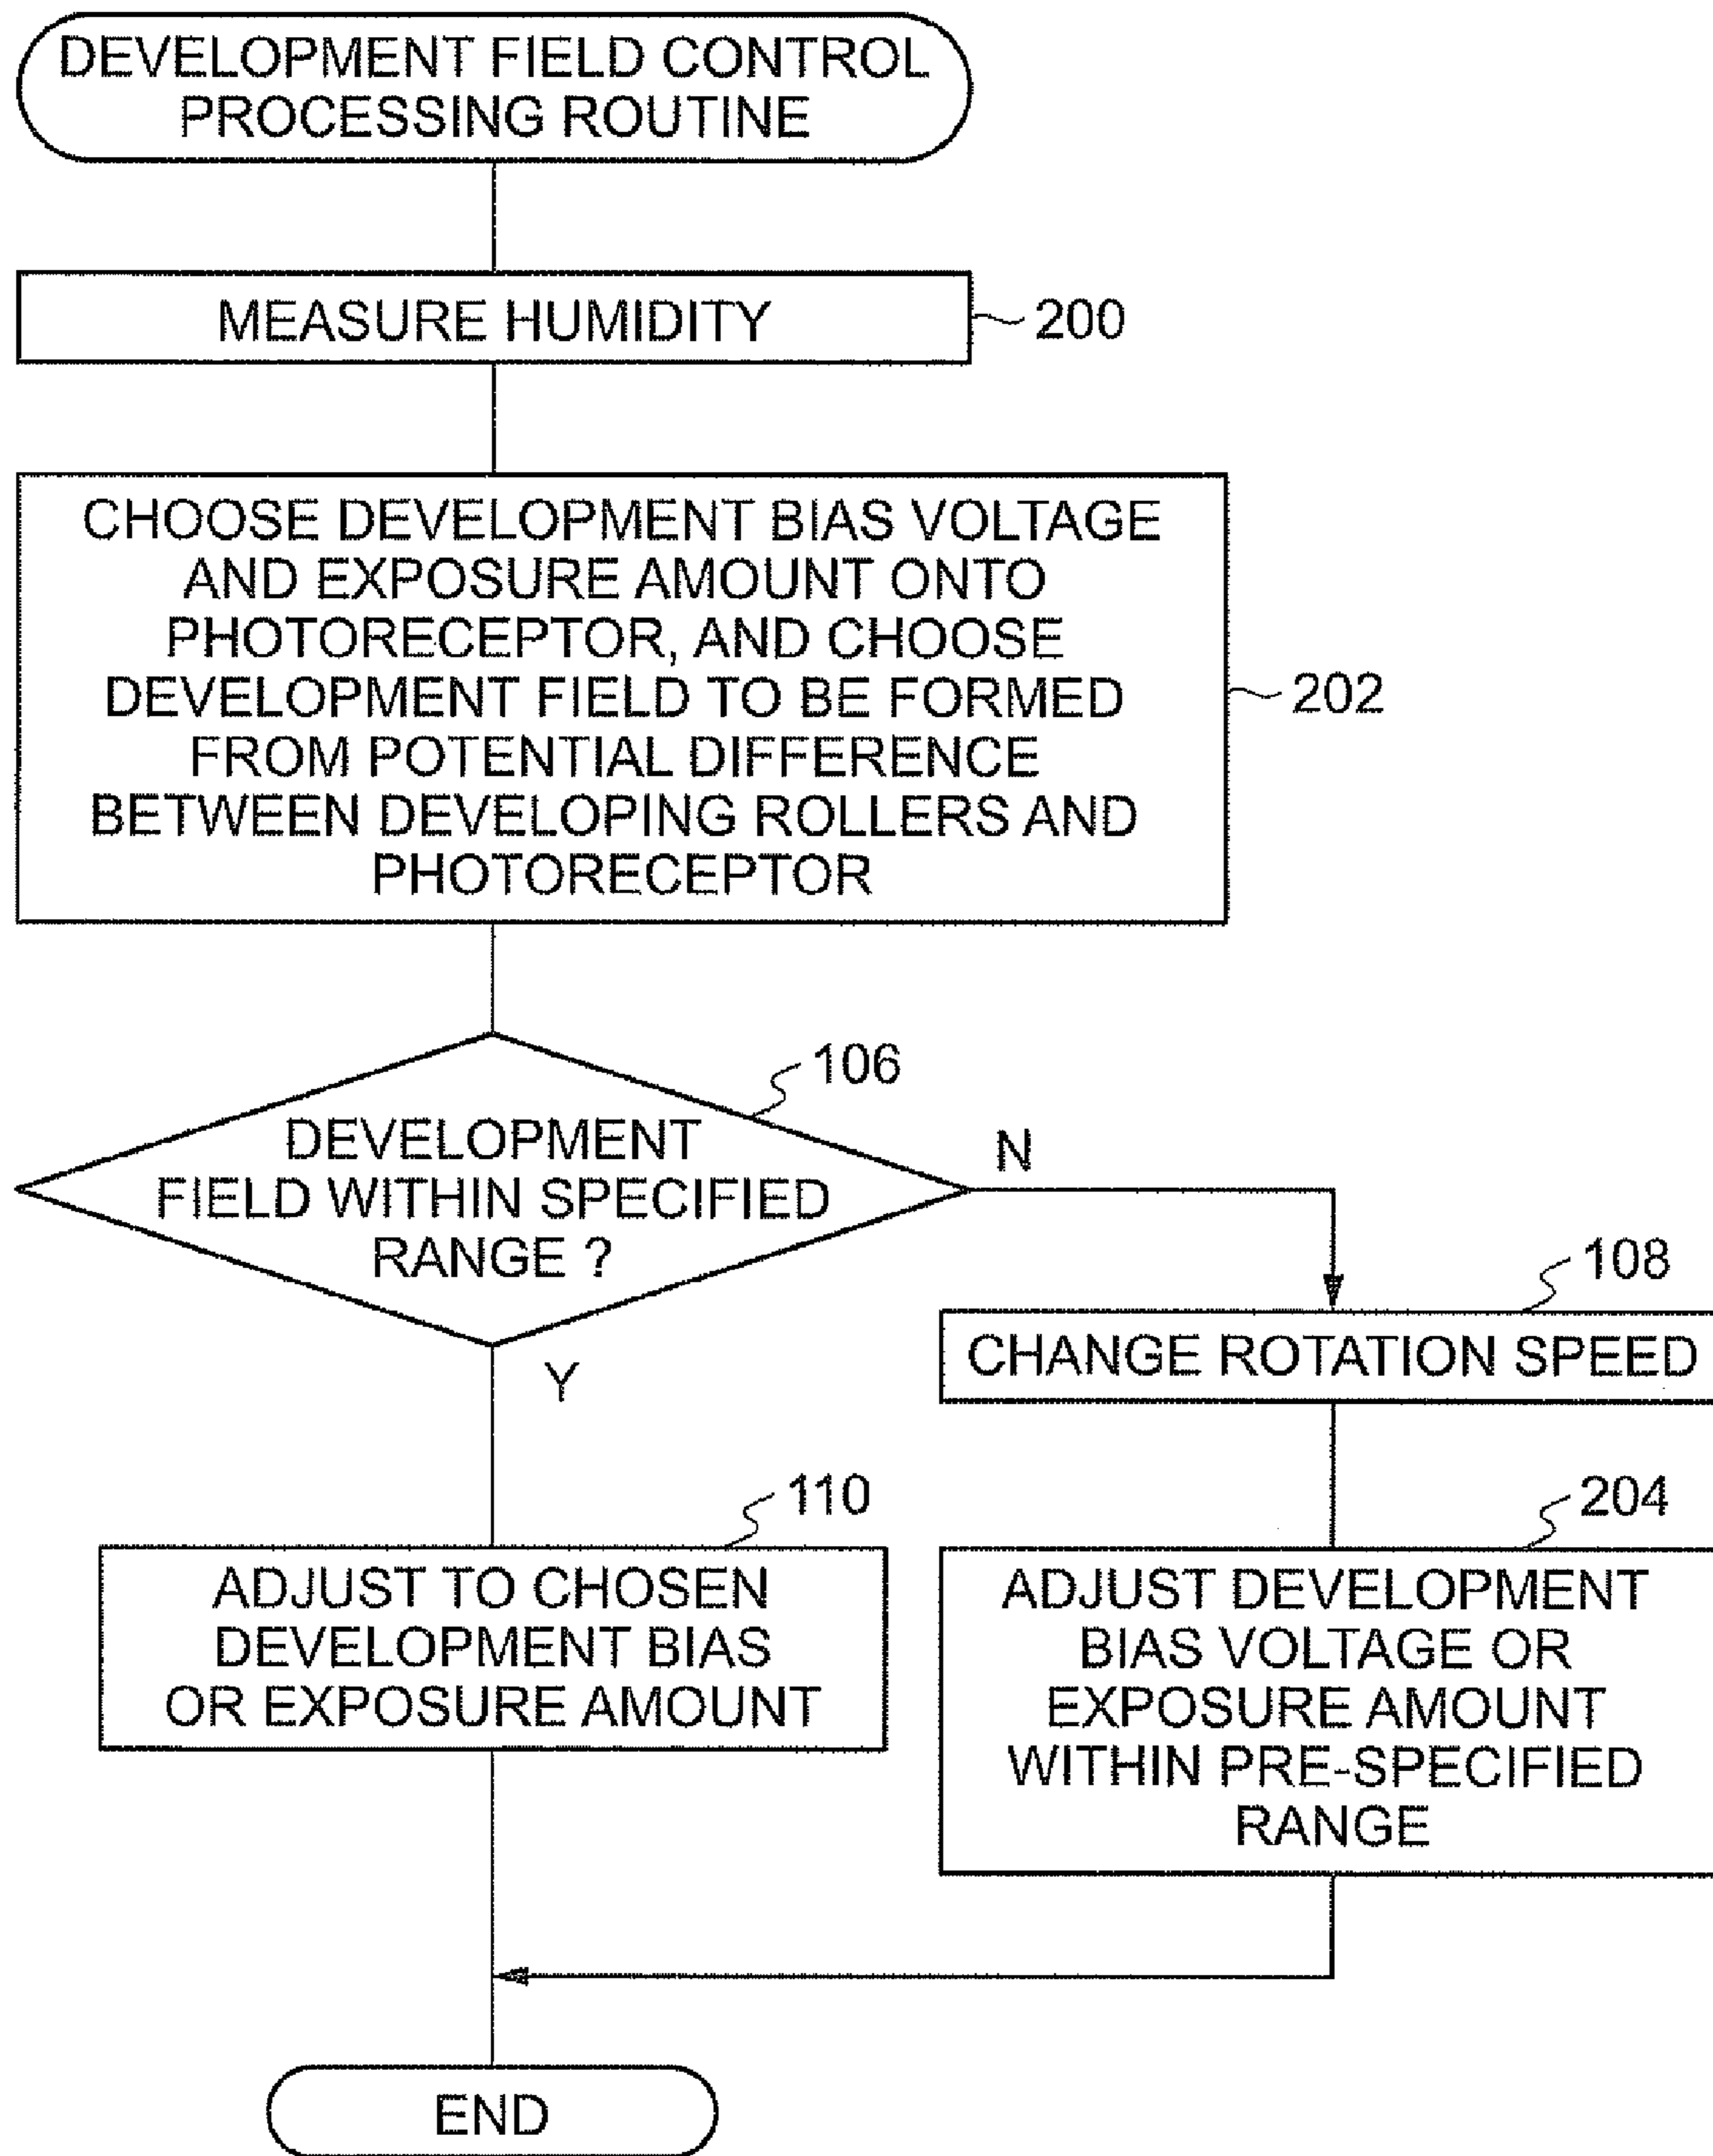 DEVELOPMENT FIELD CONTROL
PROCESSING ROUTINE
MEASURE HUMIDITY
200
CHOOSE DEVELOPMENT BIAS VOLTAGE
AND EXPOSURE AMOUNT ONTO
PHOTORECEPTOR, AND CHOOSE
DEVELOPMENT FIELD TO BE FORMED
FROM POTENTIAL DIFFERENCE
BETWEEN DEVELOPING ROLLERS AND
PHOTORECEPTOR
202
106
DEVELOPMENT
FIELD WITHIN SPECIFIED
RANGE ?
N
Y
108
CHANGE ROTATION SPEED
110
ADJUST TO CHOSEN
DEVELOPMENT BIAS
OR EXPOSURE AMOUNT
204
ADJUST DEVELOPMENT
BIAS VOLTAGE OR
EXPOSURE AMOUNT
WITHIN PRE-SPECIFIED
RANGE
END